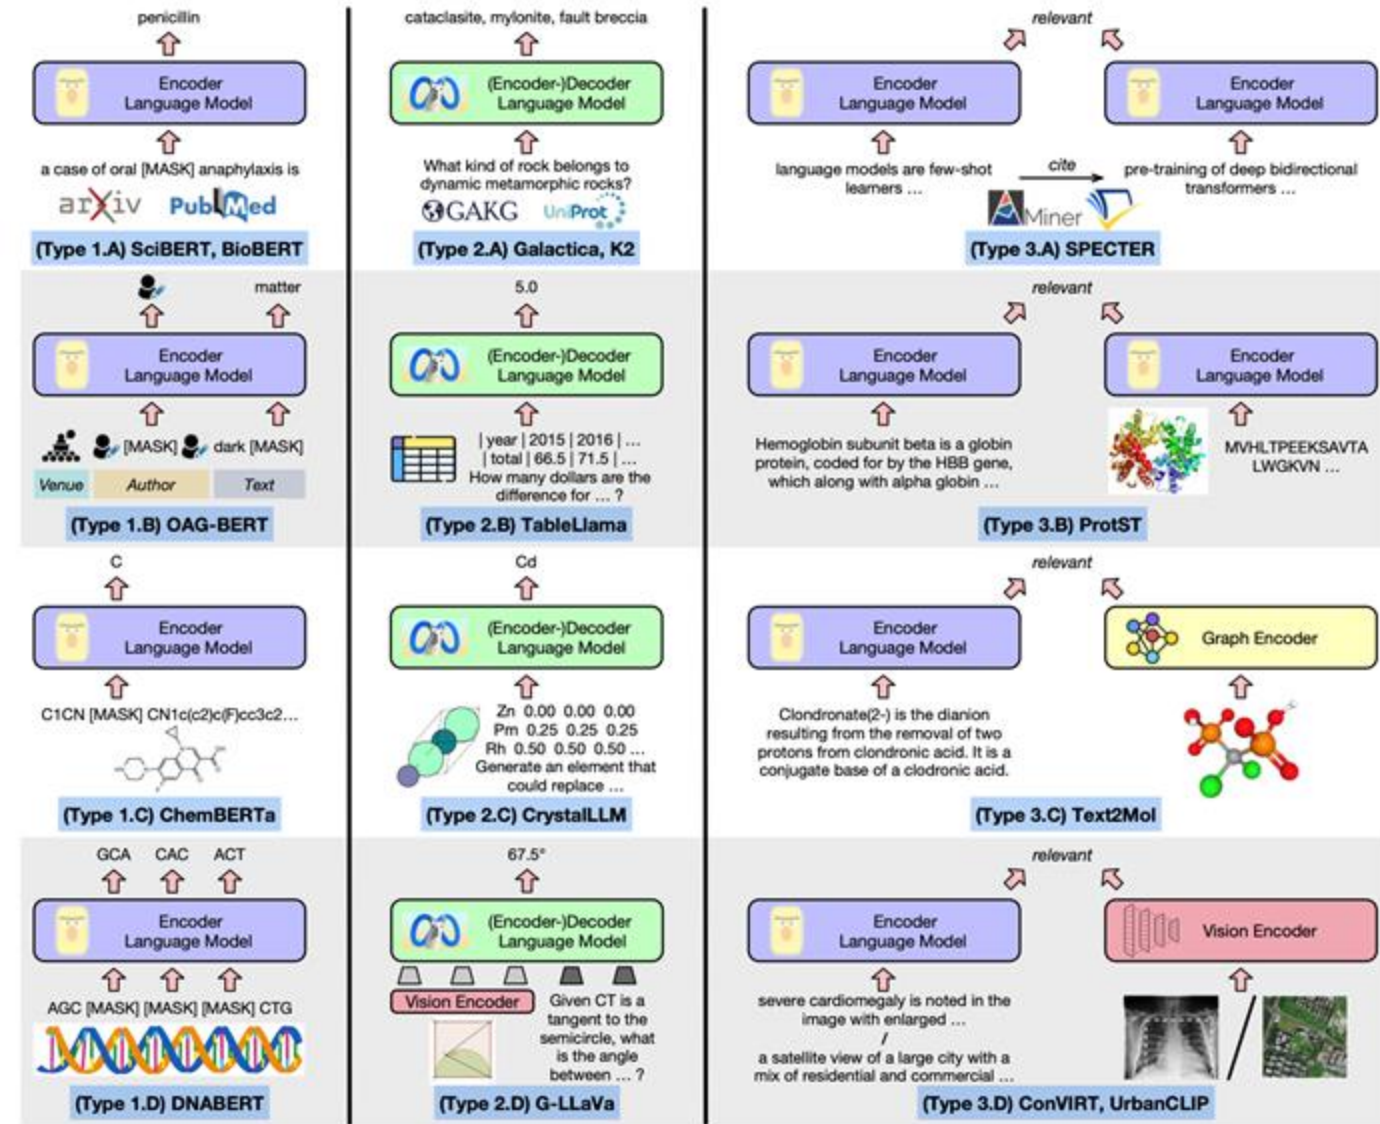 penicillin
Encoder
Language Model
a case of oral [MASK] anaphylaxis is
arXiv PubMed
(Type 1.A) SciBERT, BioBERT
cataclasite, mylonite, fault breccia
(Encoder-)Decoder
Language Model
What kind of rock belongs to
dynamic metamorphic rocks?
GAKG UniProt
(Type 2.A) Galactica, K2
relevant
Encoder
Language Model
Encoder
Language Model
language models are few-shot
learners ...
cite
pre-training of deep bidirectional
transformers ...
AMiner
(Type 3.A) SPECTER
matter
Encoder
Language Model
[MASK] dark [MASK]
Venue Author Text
(Type 1.B) OAG-BERT
5.0
(Encoder-)Decoder
Language Model
| year | 2015 | 2016 | ...
| total | 66.5 | 71.5 | ...
How many dollars are the
difference for ... ?
(Type 2.B) TableLlama
relevant
Encoder
Language Model
Encoder
Language Model
Hemoglobin subunit beta is a globin
protein, coded for by the HBB gene,
which along with alpha globin ...
MVHLTPEEKSAVTA
LWGKVN ...
(Type 3.B) ProtST
C
Encoder
Language Model
C1CN [MASK] CN1c(c2)c(F)cc3c2...
(Type 1.C) ChemBERTa
Cd
(Encoder-)Decoder
Language Model
Zn 0.00 0.00 0.00
Pm 0.25 0.25 0.25
Rh 0.50 0.50 0.50 ...
Generate an element that
could replace ...
(Type 2.C) CrystalLLM
relevant
Encoder
Language Model
Graph Encoder
Clondronate(2-) is the dianion
resulting from the removal of two
protons from clondronic acid. It is a
conjugate base of a clodronic acid.
(Type 3.C) Text2Mol
GCA CAC ACT
Encoder
Language Model
AGC [MASK] [MASK] [MASK] CTG
(Type 1.D) DNABERT
67.5°
(Encoder-)Decoder
Language Model
Vision Encoder
Given CT is a
tangent to the
semicircle, what
is the angle
between ... ?
(Type 2.D) G-LLaVa
relevant
Encoder
Language Model
Vision Encoder
severe cardiomegaly is noted in the
image with enlarged ...
/
a satellite view of a large city with a
mix of residential and commercial ...
(Type 3.D) ConVIRT, UrbanCLIP